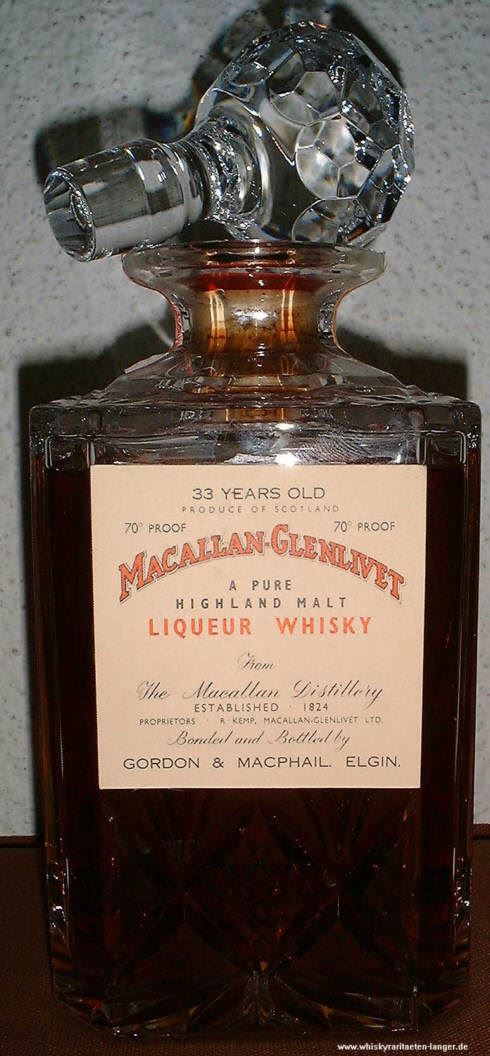 33 YEARS OLD
PRODUCE OF SCOTLAND
70° PROOF 70° PROOF
MACALLAN-GLENLIVET
A PURE
HIGHLAND MALT
LIQUEUR WHISKY
From
The Macallan Distillery
ESTABLISHED · 1824
PROPRIETORS · R · KEMP, MACALLAN-GLENLIVET LTD.
Bonded and Bottled by
GORDON & MACPHAIL. ELGIN.
www.whiskyraritaeten-langer.de